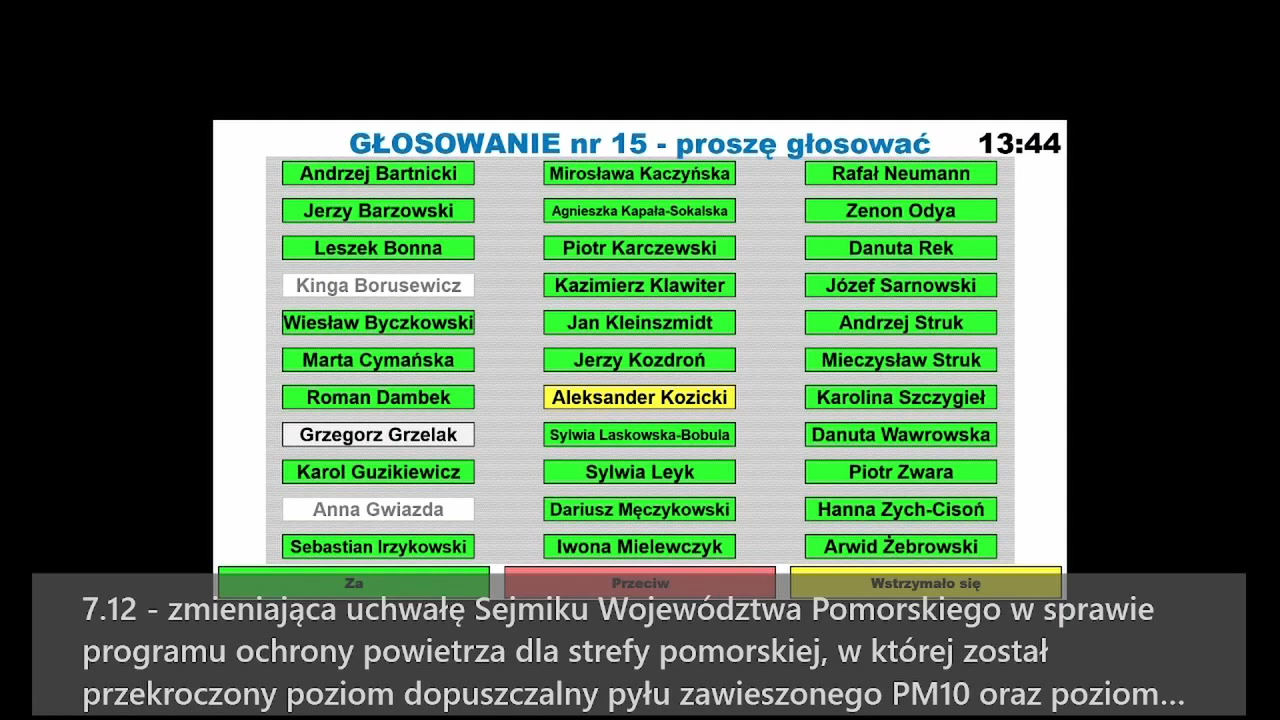 GŁOSOWANIE nr 15 - proszę głosować 13:44
Andrzej Bartnicki Mirosława Kaczyńska Rafał Neumann
Jerzy Barzowski Agnieszka Kapała-Sokalska Zenon Odya
Leszek Bonna Piotr Karczewski Danuta Rek
Kinga Borusewicz Kazimierz Klawiter Józef Sarnowski
Wiesław Byczkowski Jan Kleinszmidt Andrzej Struk
Marta Cymańska Jerzy Kozdroń Mieczysław Struk
Roman Dambek Aleksander Kozicki Karolina Szczygieł
Grzegorz Grzelak Sylwia Laskowska-Bobula Danuta Wawrowska
Karol Guzikiewicz Sylwia Leyk Piotr Zwara
Anna Gwiazda Dariusz Męczykowski Hanna Zych-Cisoń
Sebastian Irzykowski Iwona Mielewczyk Arwid Żebrowski
Za Przeciw Wstrzymało się
7.12 - zmieniająca uchwałę Sejmiku Województwa Pomorskiego w sprawie
programu ochrony powietrza dla strefy pomorskiej, w której został
przekroczony poziom dopuszczalny pyłu zawieszonego PM10 oraz poziom...